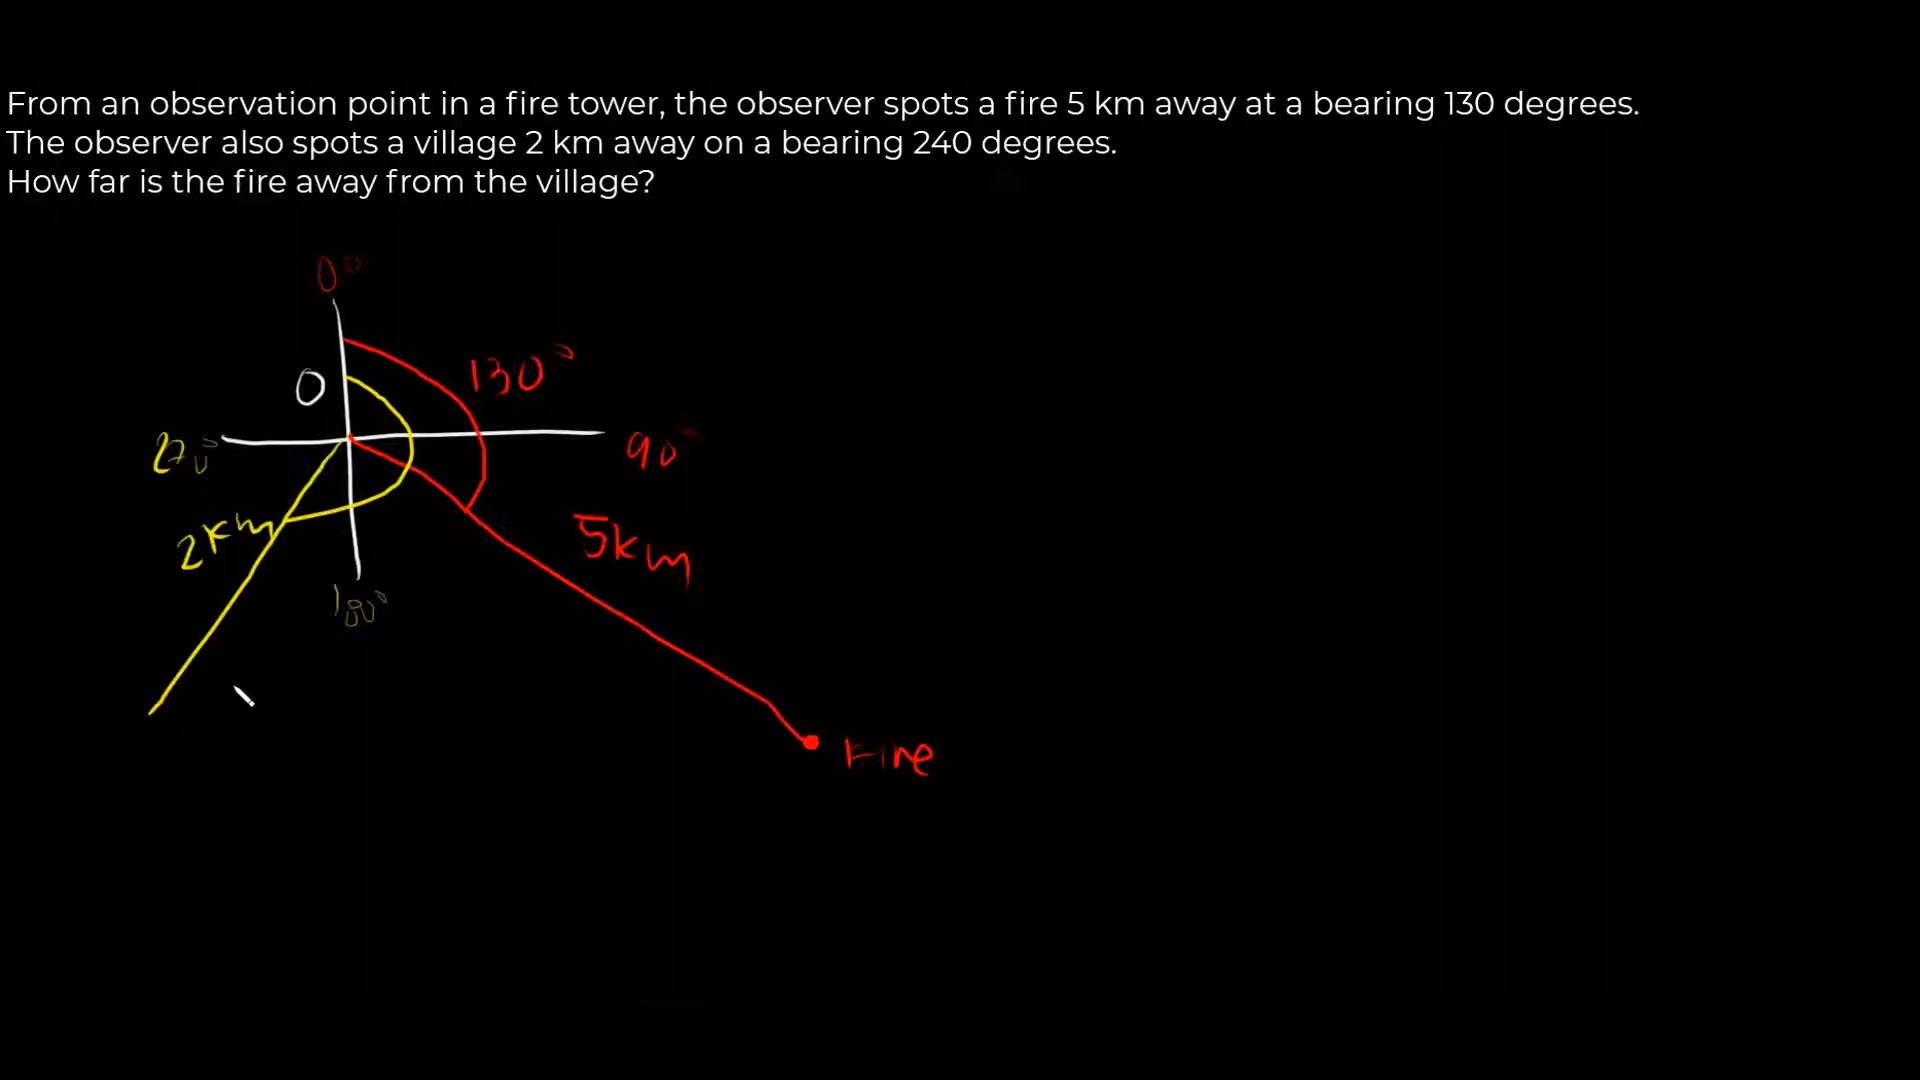 From an observation point in a fire tower, the observer spots a fire 5 km away at a bearing 130 degrees.
The observer also spots a village 2 km away on a bearing 240 degrees.
How far is the fire away from the village?
0°
130°
0
270°
90°
2km
5km
180°
Fire